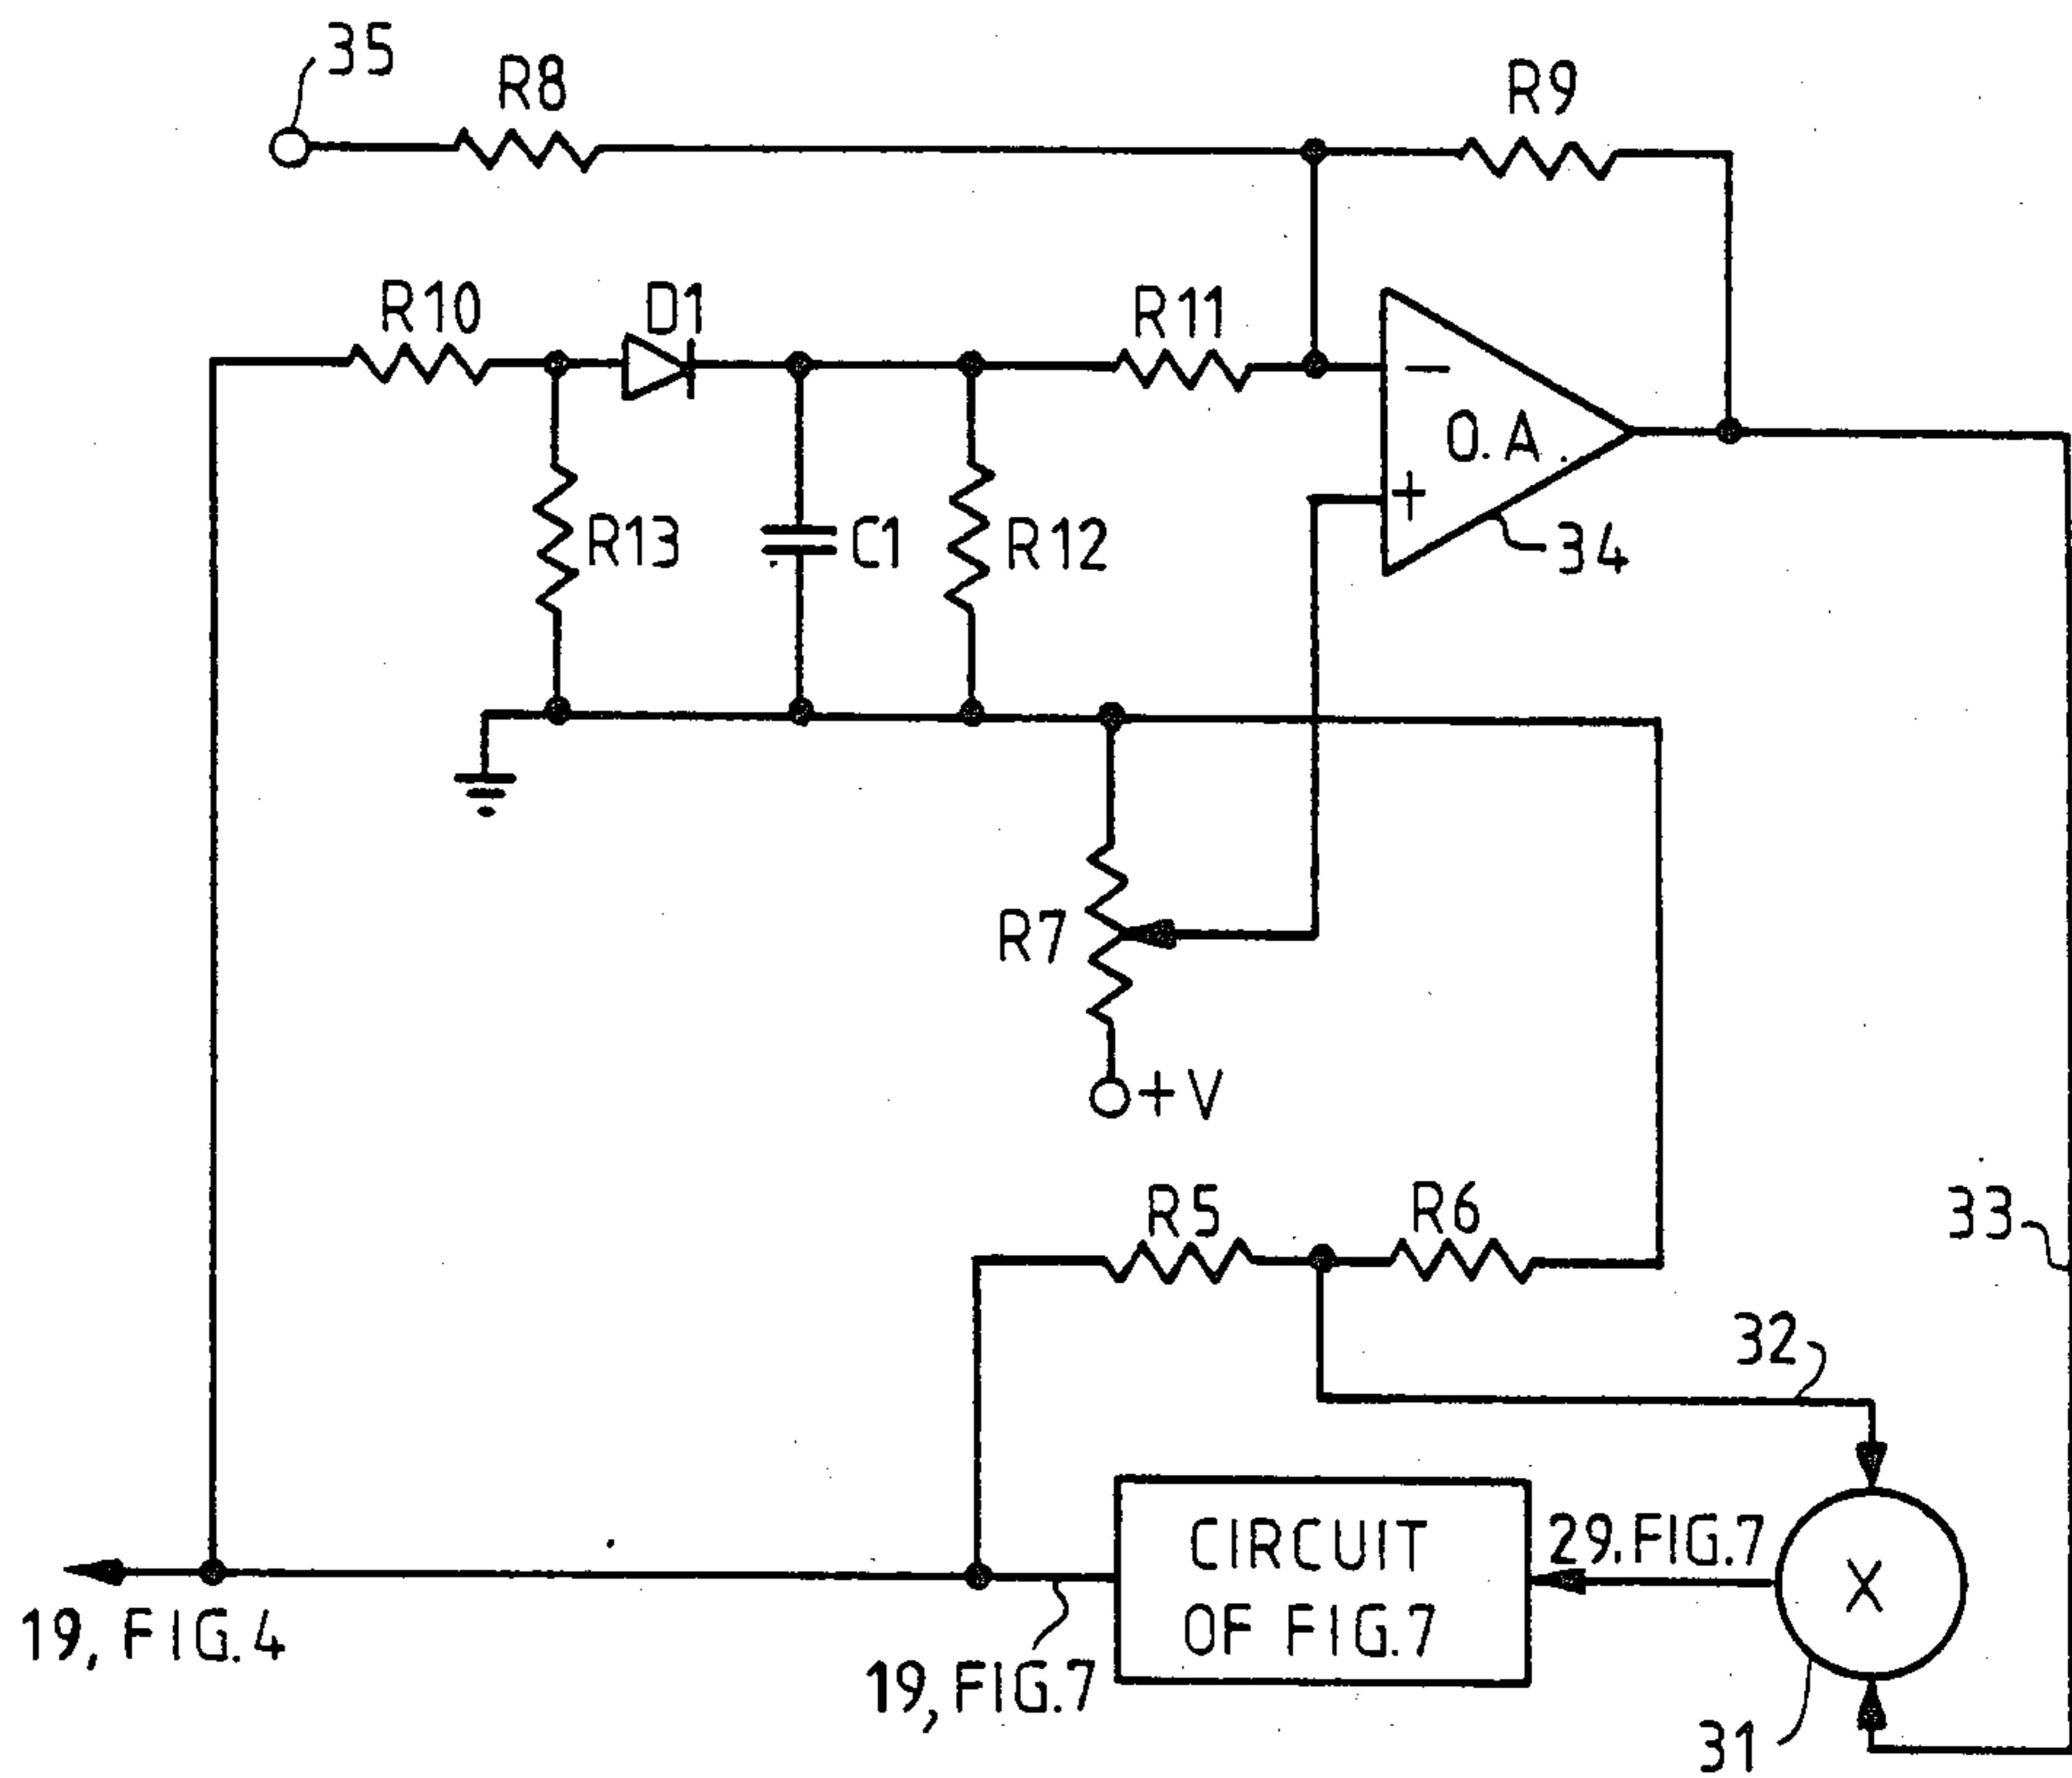 35
R8
R9
R10
D1
R11
−
O.A.
+
R13
C1
R12
34
R7
+V
R5
R6
33
32
CIRCUIT
OF FIG.7
29, FIG.7
X
19, FIG.4
19, FIG.7
31